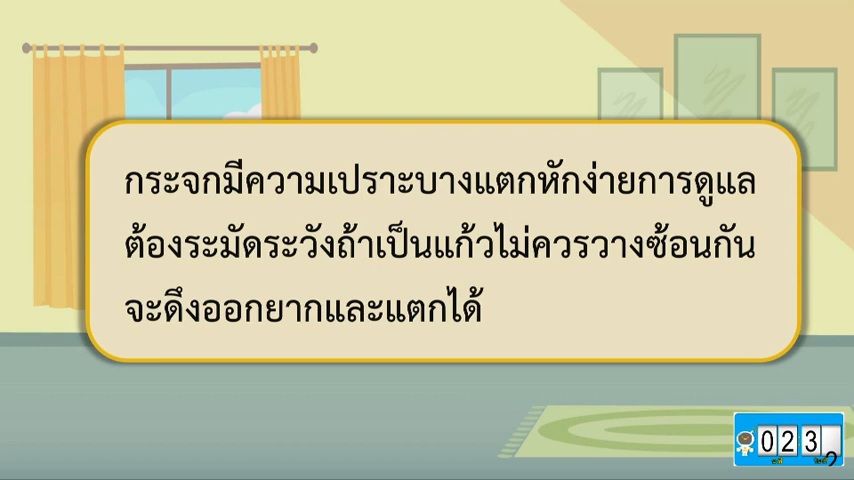 กระจกมีความเปราะบางแตกหักง่ายการดูแล
ต้องระมัดระวังถ้าเป็นแก้วไม่ควรวางซ้อนกัน
จะดึงออกยากและแตกได้
023